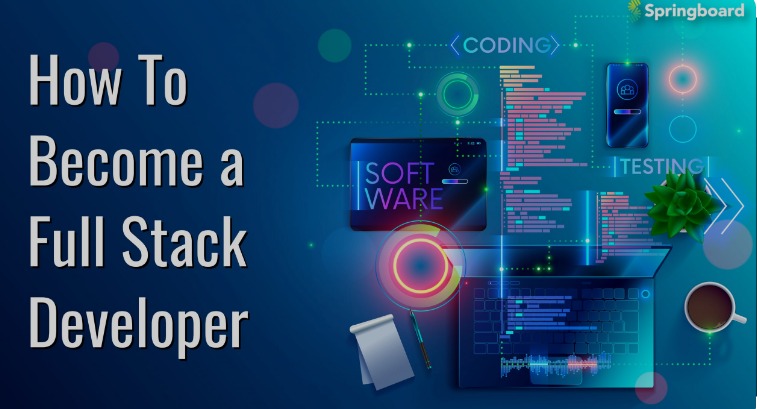 How To
Become a
Full Stack
Developer
Springboard
CODING
SOFT
WARE
TESTING